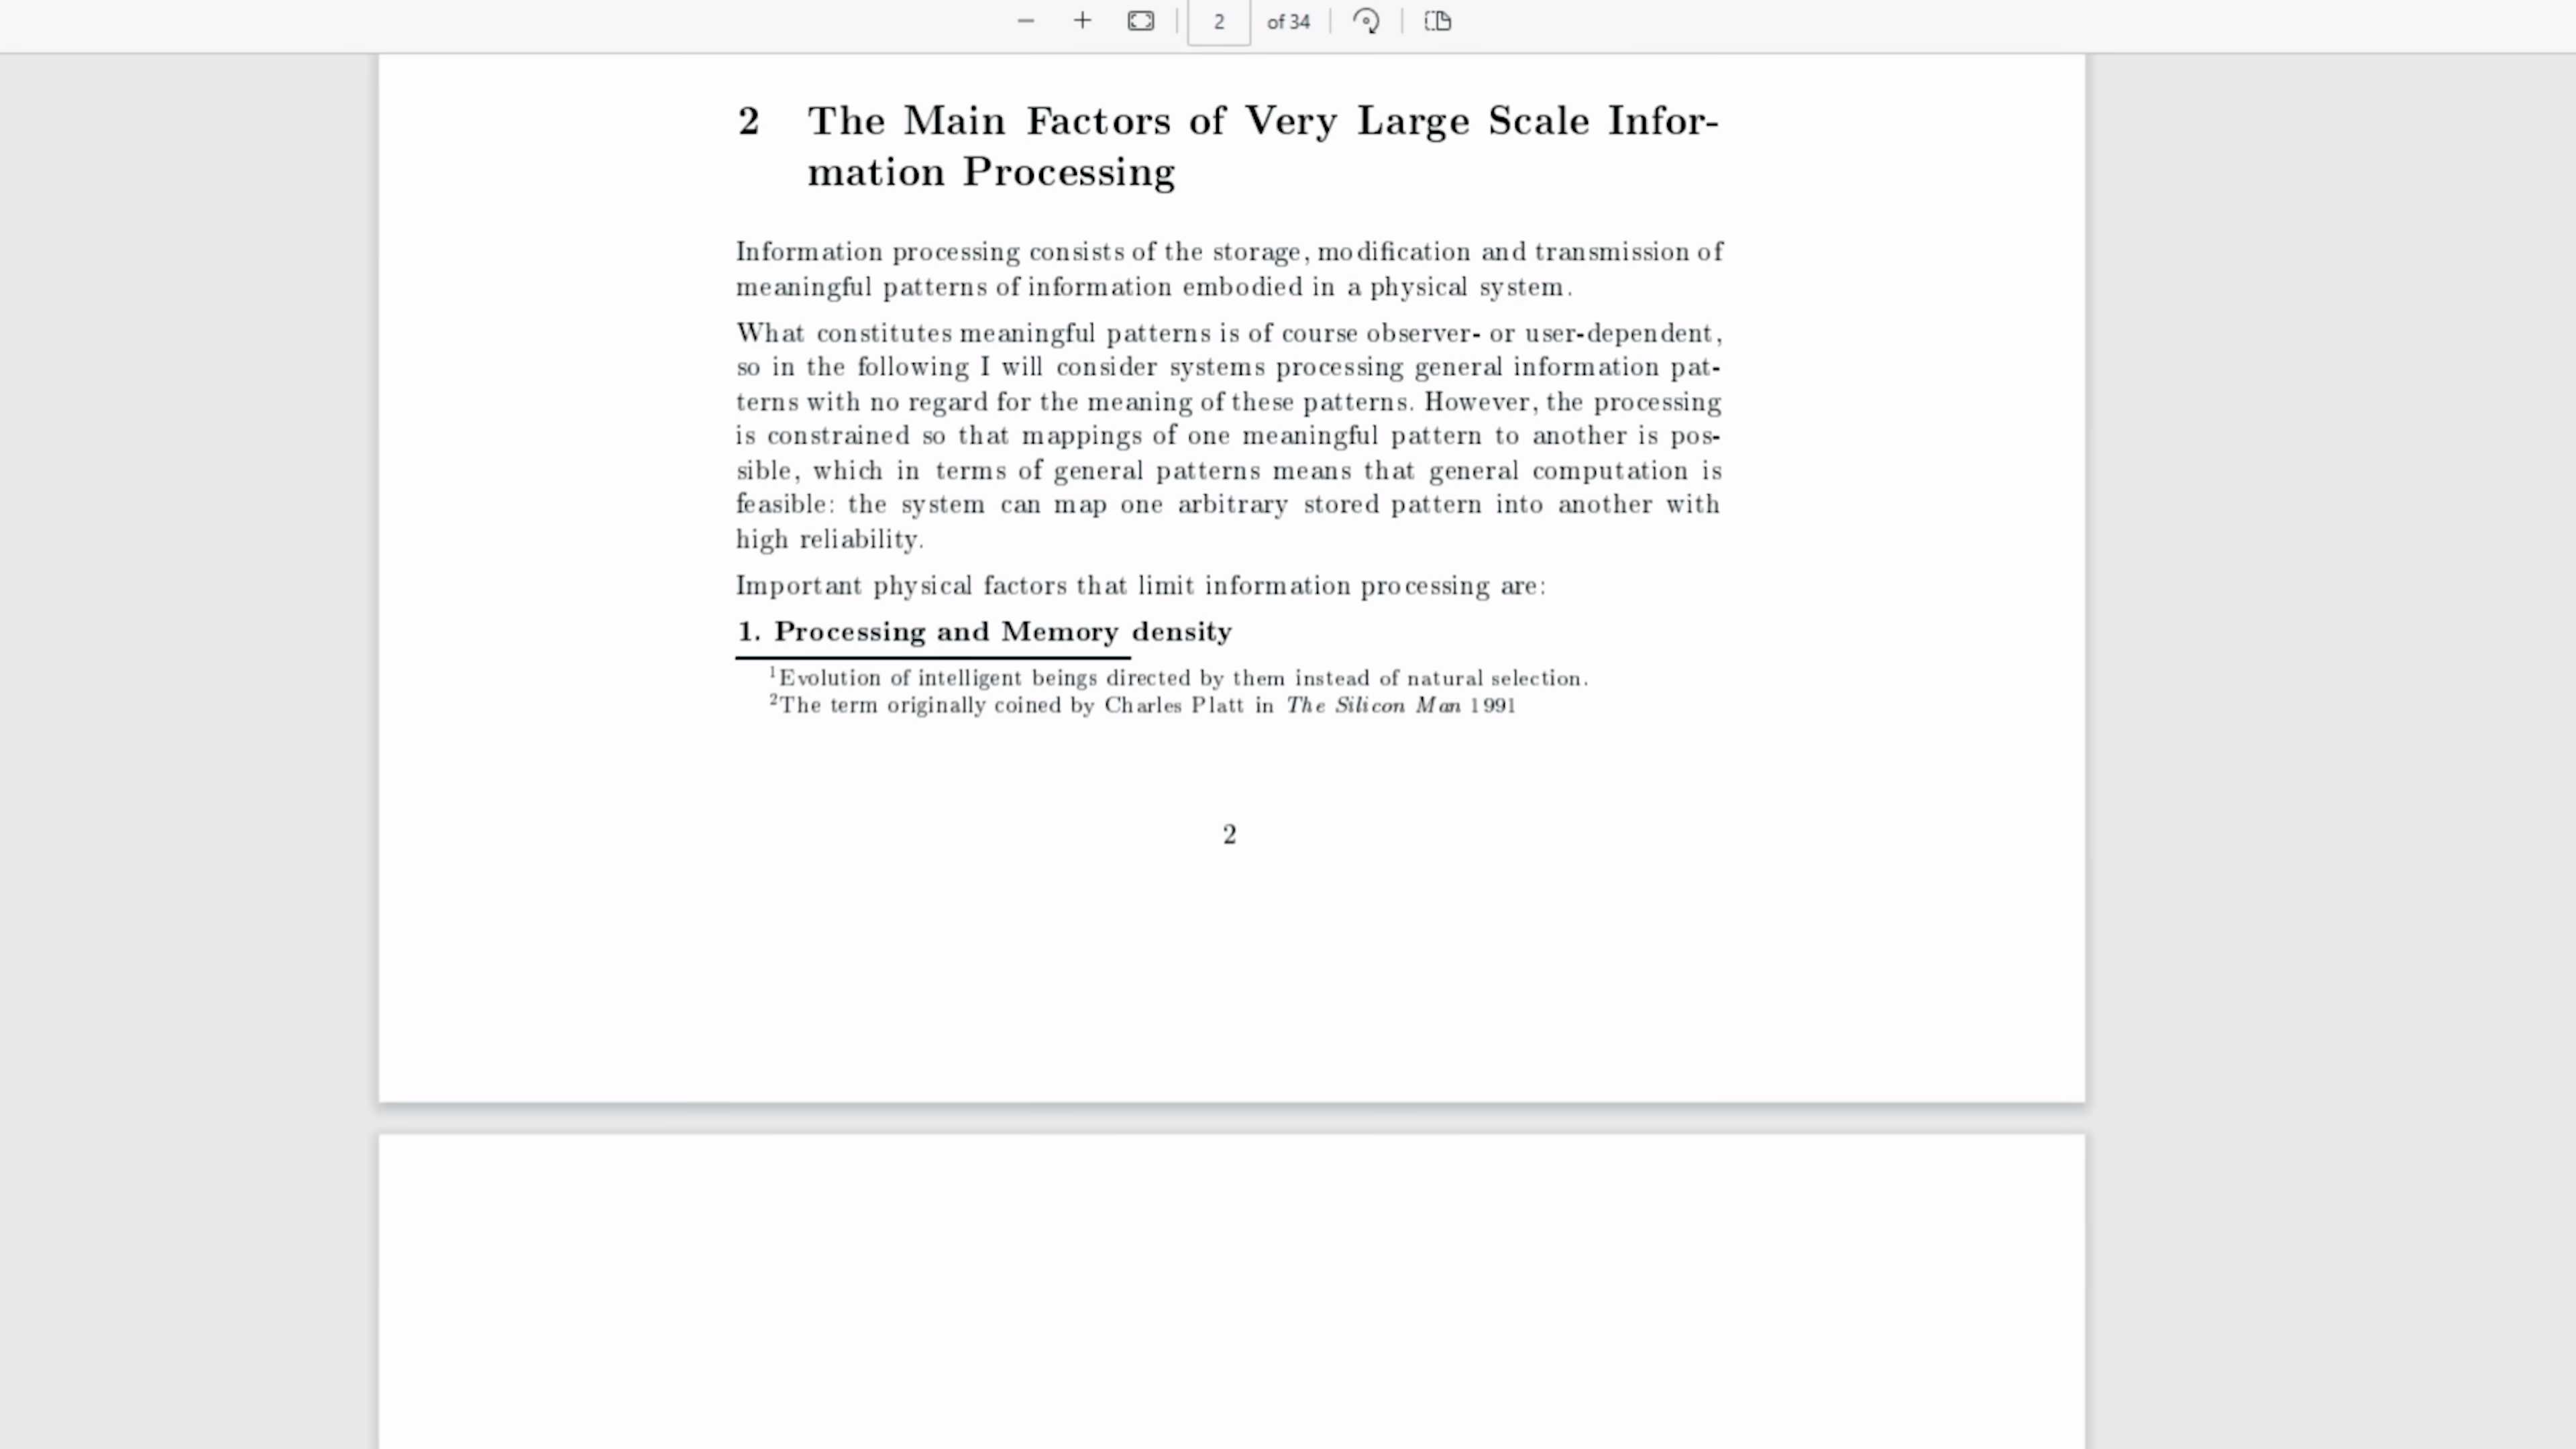 2 of 34
2 The Main Factors of Very Large Scale Infor-
mation Processing
Information processing consists of the storage, modification and transmission of
meaningful patterns of information embodied in a physical system.
What constitutes meaningful patterns is of course observer- or user-dependent,
so in the following I will consider systems processing general information pat-
terns with no regard for the meaning of these patterns. However, the processing
is constrained so that mappings of one meaningful pattern to another is pos-
sible, which in terms of general patterns means that general computation is
feasible: the system can map one arbitrary stored pattern into another with
high reliability.
Important physical factors that limit information processing are:
1. Processing and Memory density
1Evolution of intelligent beings directed by them instead of natural selection.
2The term originally coined by Charles Platt in The Silicon Man 1991
2